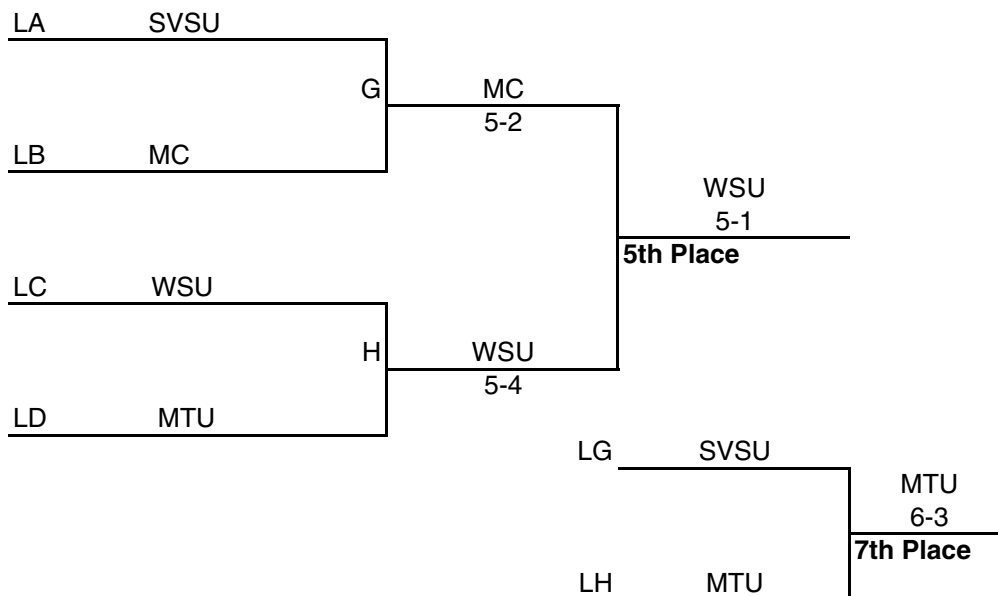 LA SVSU
G MC
5-2
LB MC
WSU
5-1
5th Place
LC WSU
H WSU
5-4
LD MTU
LG SVSU
MTU
6-3
7th Place
LH MTU